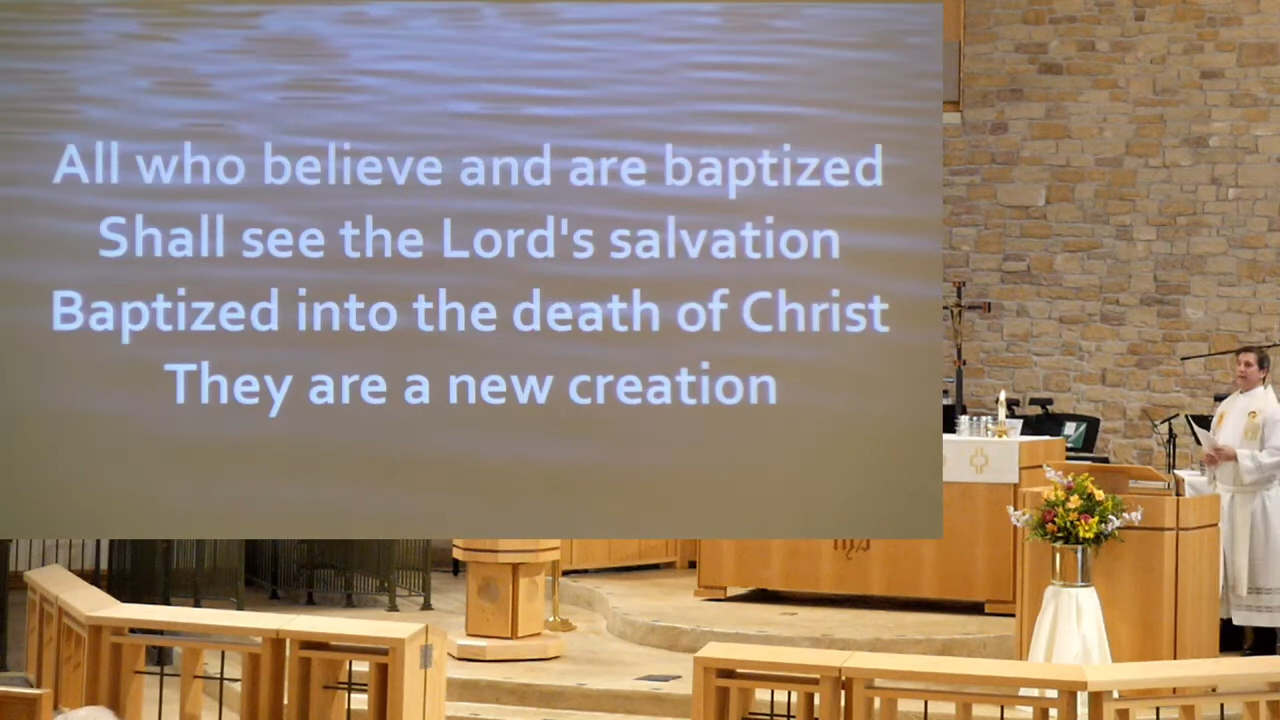 All who believe and are baptized
Shall see the Lord's salvation
Baptized into the death of Christ
They are a new creation